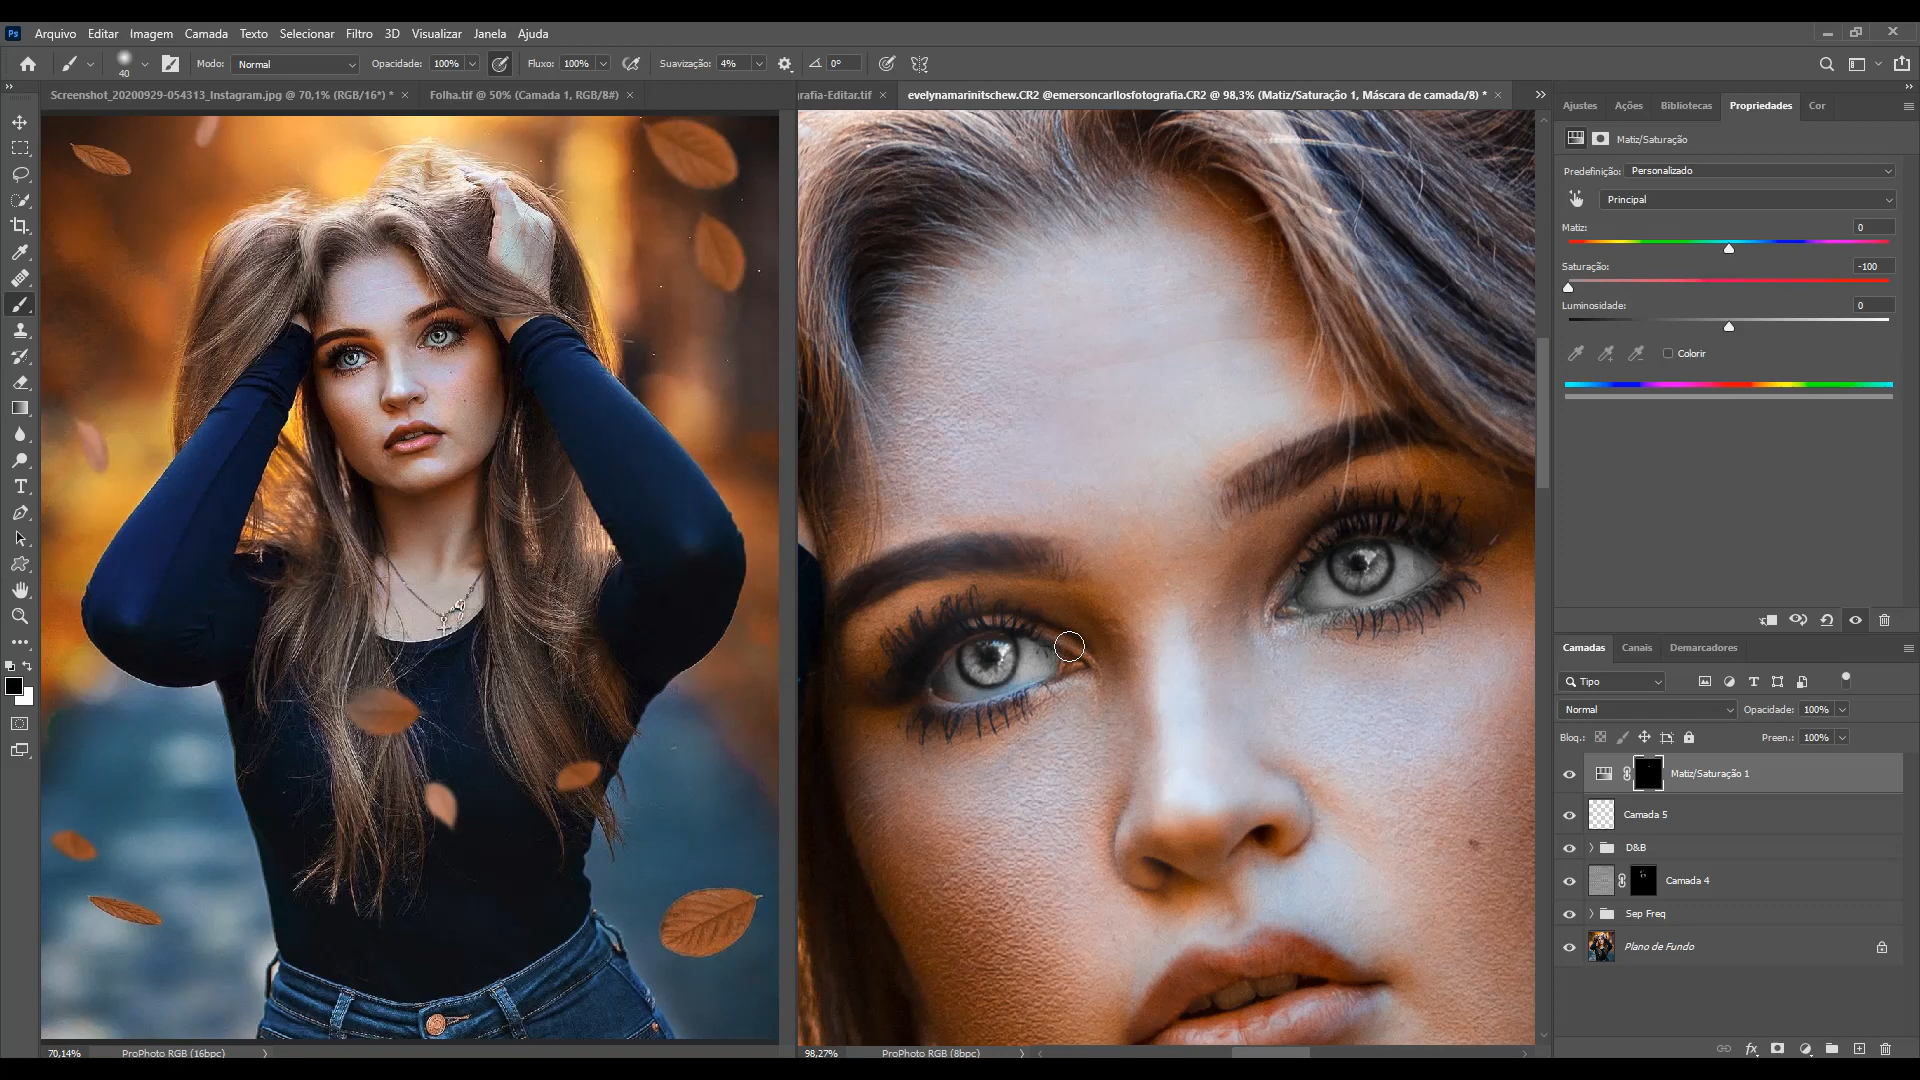 Ps Arquivo Editar Imagem Camada Texto Selecionar Filtro 3D Visualizar Janela Ajuda
40 Modo: Normal Opacidade: 100% Fluxo: 100% Suavização: 4% 0°
Screenshot_20200929-054313_Instagram.jpg @ 70,1% (RGB/16*) * × Folha.tif @ 50% (Camada 1, RGB/8#) × rafia-Editar.tif × evelynamarinitschew.CR2 @emersoncarllosfotografia.CR2 @ 98,3% (Matiz/Saturação 1, Máscara de camada/8) * ×
Ajustes Ações Bibliotecas Propriedades Cor
Matiz/Saturação
Predefinição: Personalizado
Principal
Matiz: 0
Saturação: -100
Luminosidade: 0
Colorir
Camadas Canais Demarcadores
Tipo
Normal Opacidade: 100%
Bloq.: Preen.: 100%
Matiz/Saturação 1
Camada 5
D&B
Camada 4
Sep Freq
Plano de Fundo
70,14% ProPhoto RGB (16bpc) 98,27% ProPhoto RGB (8bpc)